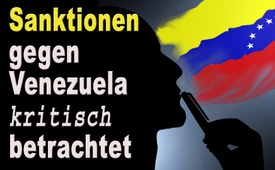 Sanktionen
gegen
Venezuela
kritisch
betrachtet